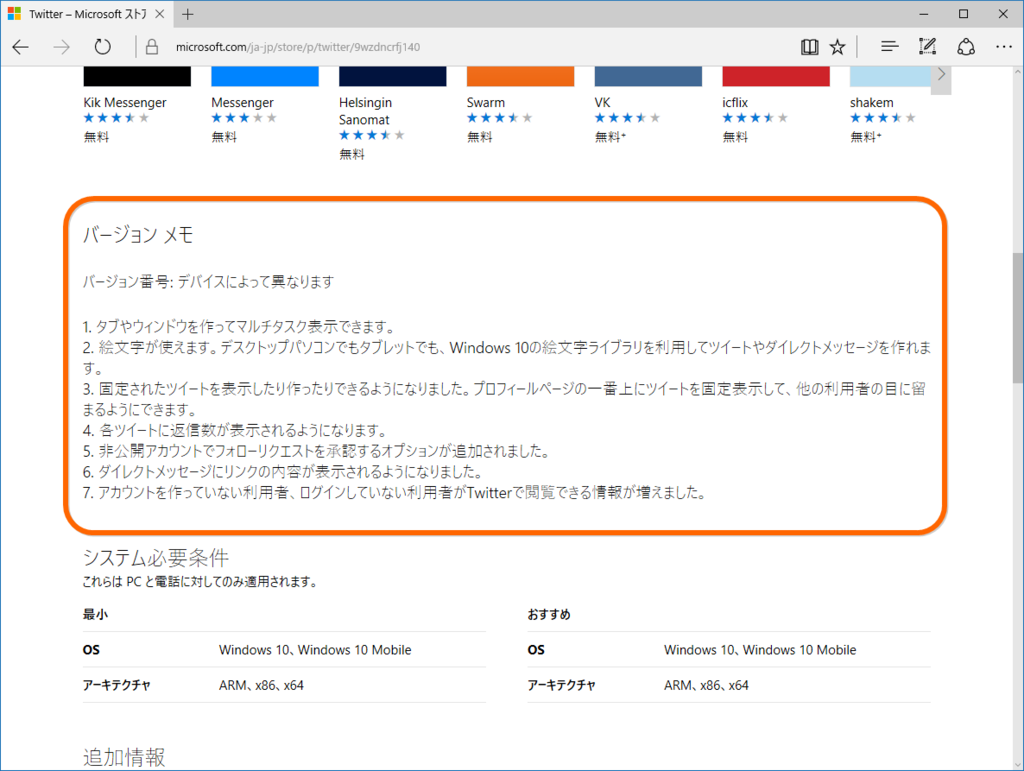 Twitter – Microsoft ストア
microsoft.com/ja-jp/store/p/twitter/9wzdncrfj140
Kik Messenger
無料
Messenger
無料
Helsingin
Sanomat
無料
Swarm
無料
VK
無料+
icflix
無料
shakem
無料+
バージョン メモ
バージョン番号: デバイスによって異なります
1. タブやウィンドウを作ってマルチタスク表示できます。
2. 絵文字が使えます。デスクトップパソコンでもタブレットでも、Windows 10の絵文字ライブラリを利用してツイートやダイレクトメッセージを作れま
す。
3. 固定されたツイートを表示したり作ったりできるようになりました。プロフィールページの一番上にツイートを固定表示して、他の利用者の目に留
まるようにできます。
4. 各ツイートに返信数が表示されるようになります。
5. 非公開アカウントでフォローリクエストを承認するオプションが追加されました。
6. ダイレクトメッセージにリンクの内容が表示されるようになりました。
7. アカウントを作っていない利用者、ログインしていない利用者がTwitterで閲覧できる情報が増えました。
システム必要条件
これらは PC と電話に対してのみ適用されます。
最小
OS Windows 10、Windows 10 Mobile
アーキテクチャ ARM、x86、x64
おすすめ
OS Windows 10、Windows 10 Mobile
アーキテクチャ ARM、x86、x64
追加情報